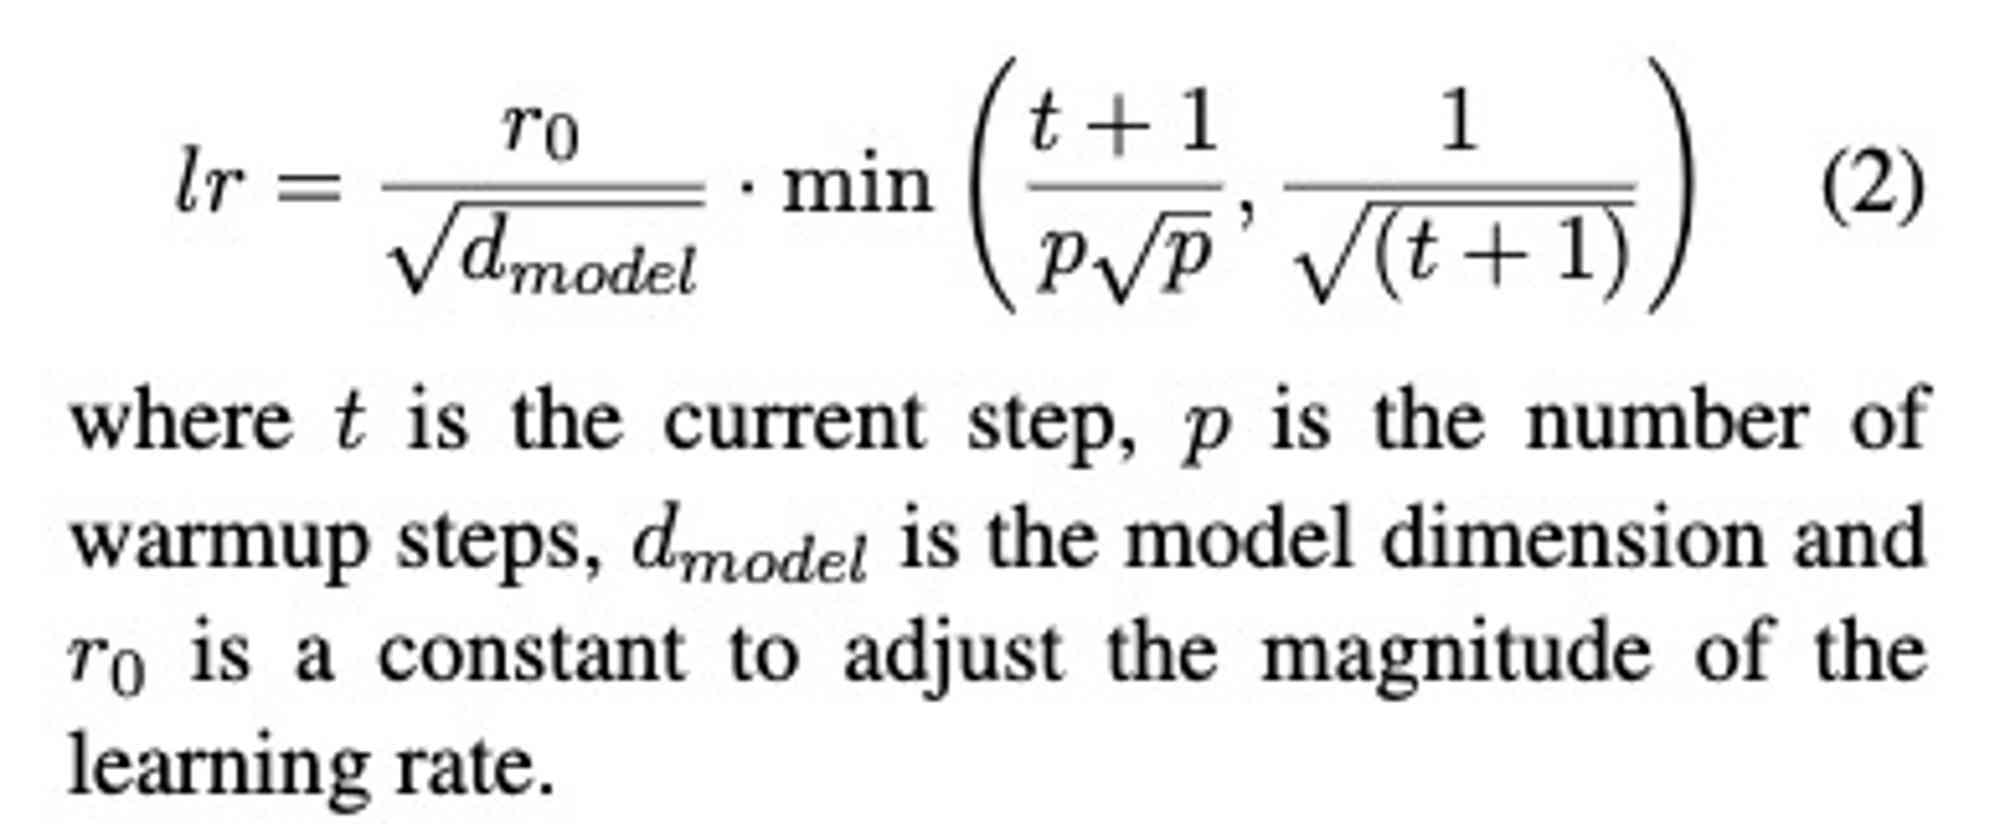 lr = \frac{r_0}{\sqrt{d_{model}}} \cdot \min \left( \frac{t+1}{p\sqrt{p}}, \frac{1}{\sqrt{(t+1)}} \right) (2)
where t is the current step, p is the number of
warmup steps, d_{model} is the model dimension and
r_0 is a constant to adjust the magnitude of the
learning rate.